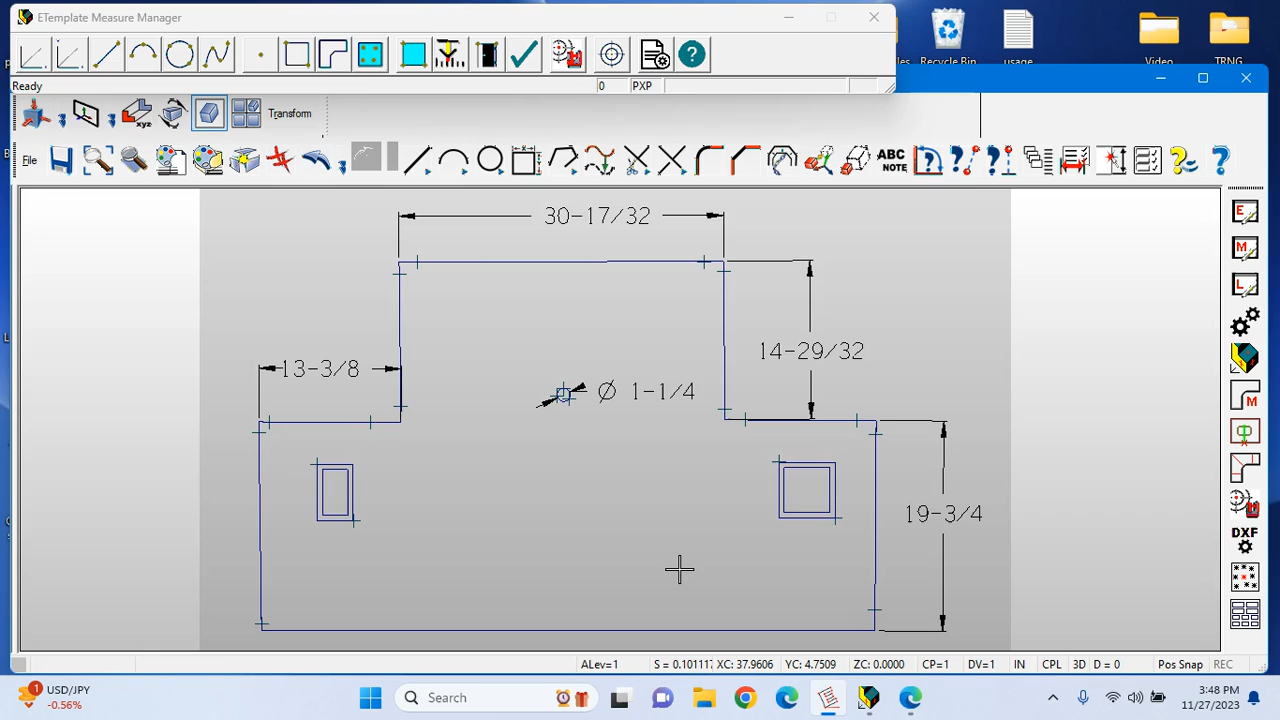 ETemplate Measure Manager
Recycle Bin
usage
Video
TRNG
Ready
0
PXP
xyz
Transform
File
ABC
NOTE
30-17/32
E
M
L
14-29/32
13-3/8
Ø 1-1/4
M
19-3/4
DXF
ALev=1
S = 0.101117
XC: 37.9606
YC: 4.7509
ZC: 0.0000
CP=1
DV=1
IN
CPL
3D
D = 0
Pos Snap
REC
1
USD/JPY
-0.56%
Search
3:48 PM
11/27/2023